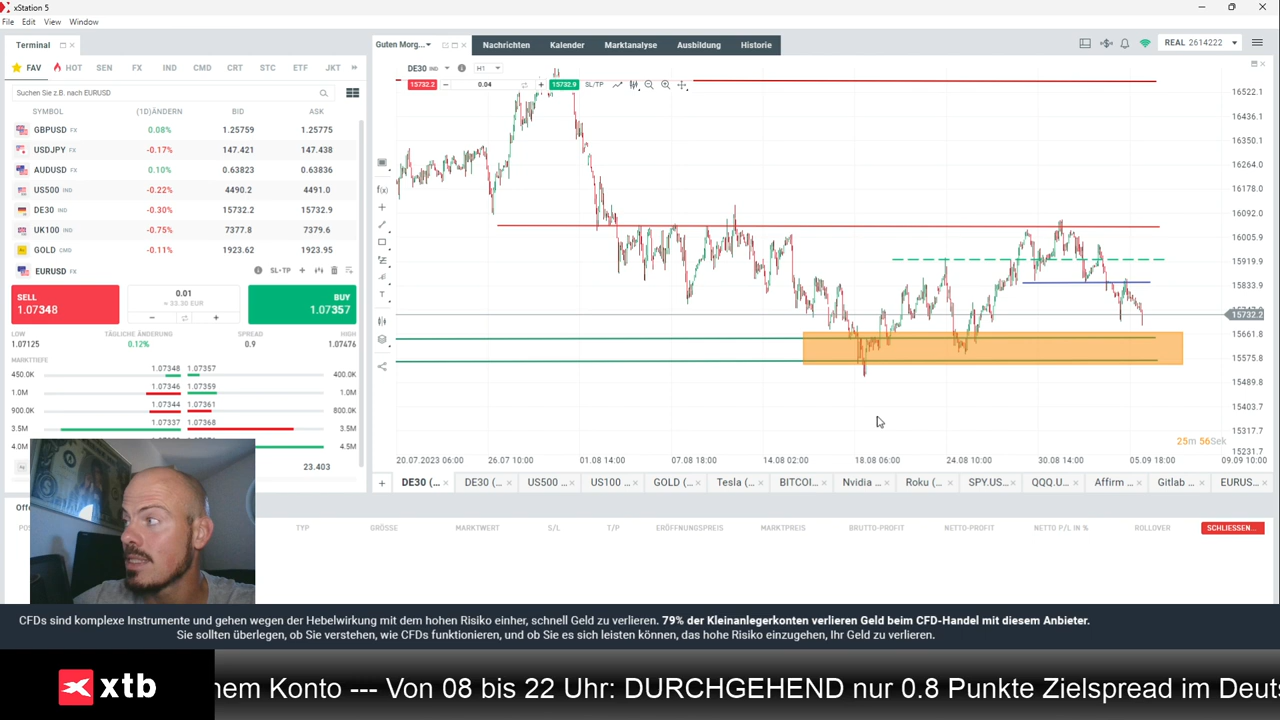 xStation 5
File Edit View Window
Terminal
FAV HOT SEN FX IND CMD CRT STC ETF JKT
Suchen Sie z.B. nach EURUSD
SYMBOL (1D)ÄNDERN BID ASK
GBPUSD FX 0.08% 1.25759 1.25775
USDJPY FX -0.17% 147.421 147.438
AUDUSD FX 0.10% 0.63823 0.63836
US500 IND -0.22% 4490.2 4491.0
DE30 IND -0.30% 15732.2 15732.9
UK100 IND -0.75% 7377.8 7379.6
GOLD CMD -0.11% 1923.62 1923.95
EURUSD FX SL•TP
SELL
1.07348
0.01
≈ 33.30 EUR
BUY
1.07357
LOW TÄGLICHE ÄNDERUNG SPREAD HIGH
1.07125 0.12% 0.9 1.07476
MARKTTIEFE
450.0K 1.07348 1.07357 400.0K
1.0M 1.07346 1.07359 1.0M
900.0K 1.07344 1.07361 800.0K
3.5M 1.07337 1.07368 3.5M
4.0M 4.5M
23.403
Guten Morg...
Nachrichten Kalender Marktanalyse Ausbildung Historie
REAL 2614222
DE30 IND H1
15732.2 0.04 15732.9 SL/TP
16522.1
16436.1
16350.1
16264.0
16178.0
16092.0
16005.9
15919.9
15833.9
15732.2
15661.8
15575.8
15489.8
15403.7
15317.7
15231.7
25m 56Sek
20.07.2023 06:00 26.07 10:00 01.08 14:00 07.08 18:00 14.08 02:00 18.08 06:00 24.08 10:00 30.08 14:00 05.09 18:00 09.09 10:00
DE30 (... DE30 (... US500 ... US100 ... GOLD (... Tesla (... BITCOI... Nvidia ... Roku (... SPY.US... QQQ.U... Affirm ... Gitlab ... EURUS...
TYP GRÖSSE MARKTWERT S/L T/P ERÖFFNUNGSPREIS MARKTPREIS BRUTTO-PROFIT NETTO-PROFIT NETTO P/L IN % ROLLOVER SCHLIESSEN...
CFDs sind komplexe Instrumente und gehen wegen der Hebelwirkung mit dem hohen Risiko einher, schnell Geld zu verlieren. 79% der Kleinanlegerkonten verlieren Geld beim CFD-Handel mit diesem Anbieter.
Sie sollten überlegen, ob Sie verstehen, wie CFDs funktionieren, und ob Sie es sich leisten können, das hohe Risiko einzugehen, Ihr Geld zu verlieren.
xtb
nem Konto --- Von 08 bis 22 Uhr: DURCHGEHEND nur 0.8 Punkte Zielspread im Deuts